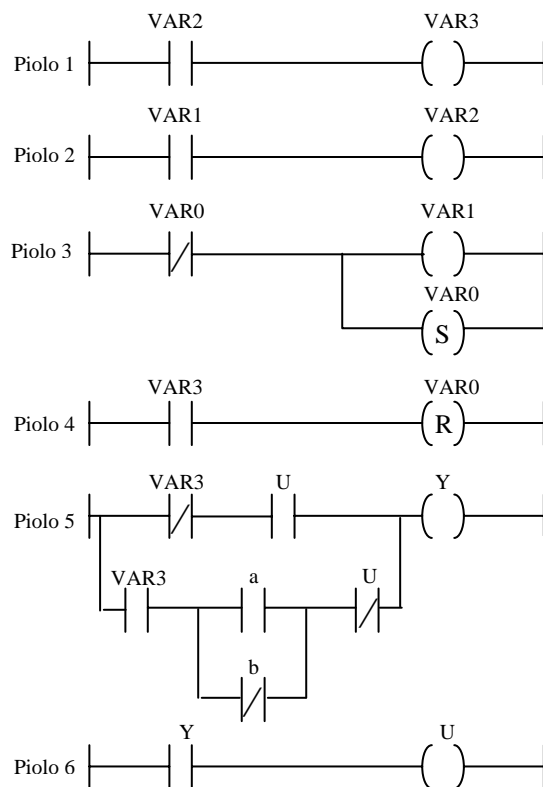 VAR2 VAR3
Piolo 1
VAR1 VAR2
Piolo 2
VAR0 VAR1
Piolo 3
VAR0
S
VAR3 VAR0
Piolo 4 R
VAR3 U Y
Piolo 5
VAR3 a U
b
Y U
Piolo 6